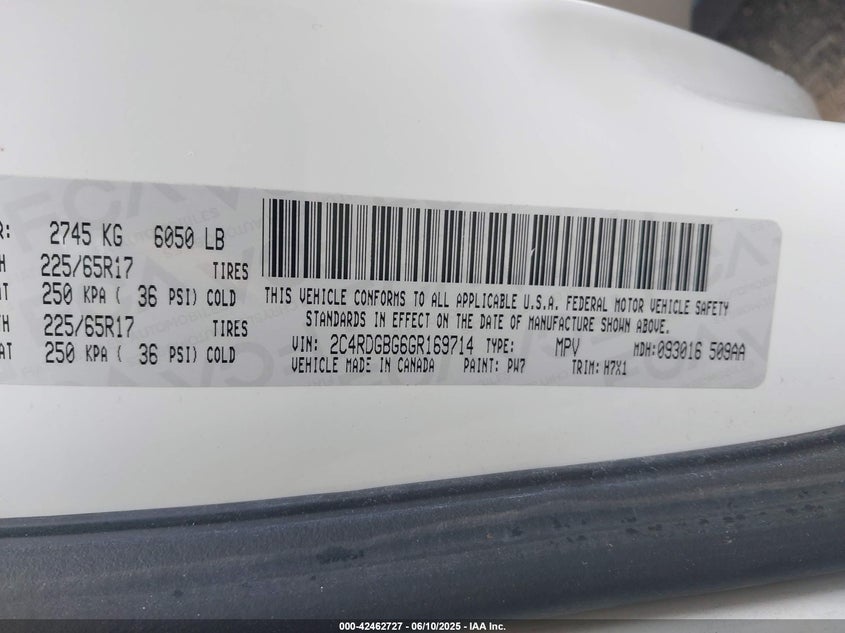 R: 2745 KG 6050 LB
H 225/65R17 TIRES
AT 250 KPA ( 36 PSI) COLD
TH 225/65R17 TIRES
AT 250 KPA ( 36 PSI) COLD
THIS VEHICLE CONFORMS TO ALL APPLICABLE U.S.A. FEDERAL MOTOR VEHICLE SAFETY
STANDARDS IN EFFECT ON THE DATE OF MANUFACTURE SHOWN ABOVE.
VIN: 2C4RDGBG6GR169714 TYPE: MPV MDH:093016 509AA
VEHICLE MADE IN CANADA PAINT: PW7 TRIM: H7X1
000-42462727 - 06/10/2025 - IAA Inc.